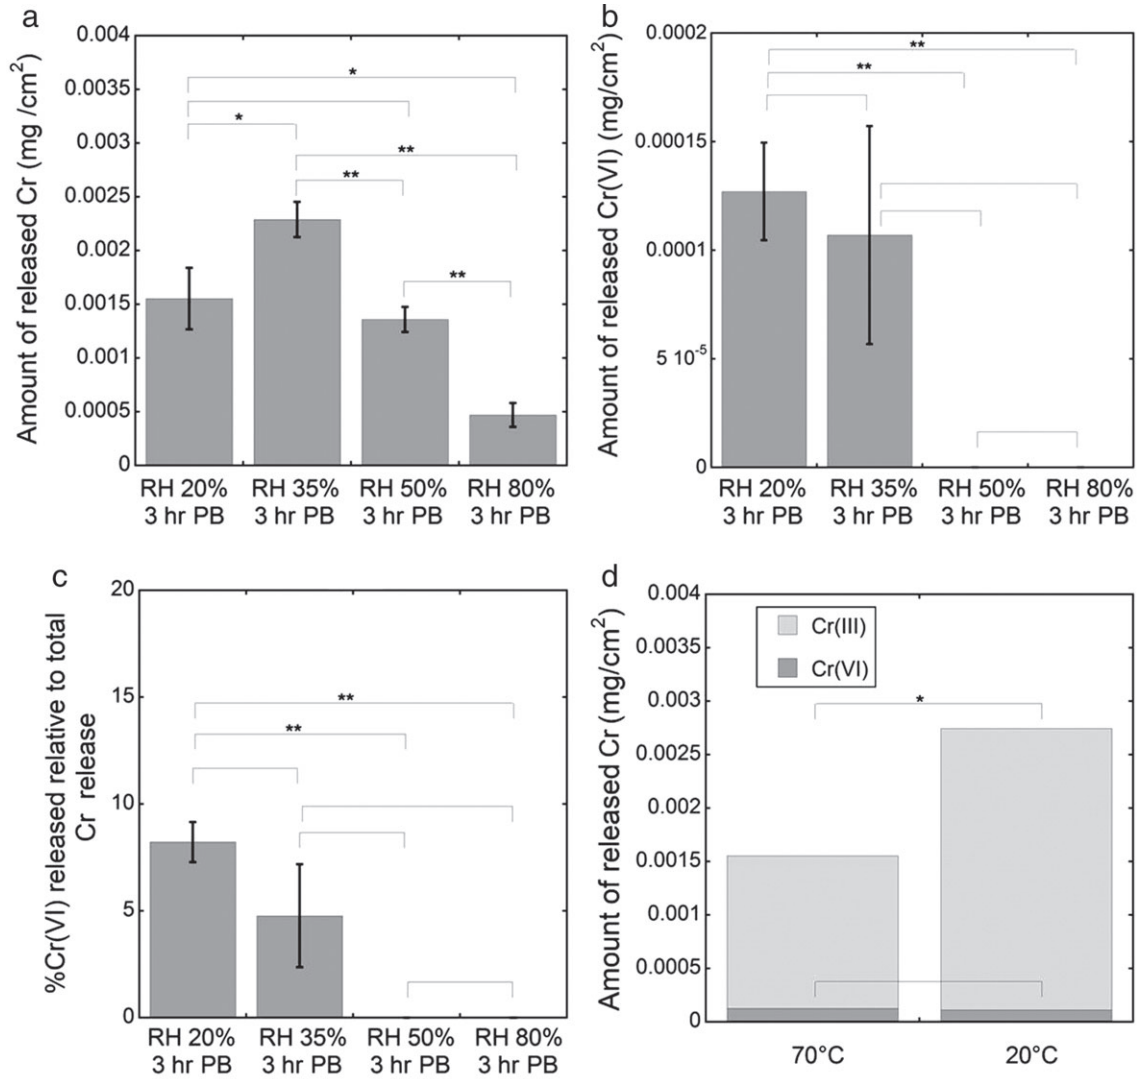 a
Amount of released Cr (mg /cm2)
0.004
0.0035
0.003
0.0025
0.002
0.0015
0.001
0.0005
0
*
*
**
**
**
RH 20% RH 35% RH 50% RH 80%
3 hr PB 3 hr PB 3 hr PB 3 hr PB
b
Amount of released Cr(VI) (mg/cm2)
0.0002
0.00015
0.0001
5 10-5
0
**
**
RH 20% RH 35% RH 50% RH 80%
3 hr PB 3 hr PB 3 hr PB 3 hr PB
c
%Cr(VI) released relative to total
Cr release
20
15
10
5
0
**
**
RH 20% RH 35% RH 50% RH 80%
3 hr PB 3 hr PB 3 hr PB 3 hr PB
d
Amount of released Cr (mg/cm2)
0.004
0.0035
0.003
0.0025
0.002
0.0015
0.001
0.0005
0
Cr(III)
Cr(VI)
*
70°C 20°C